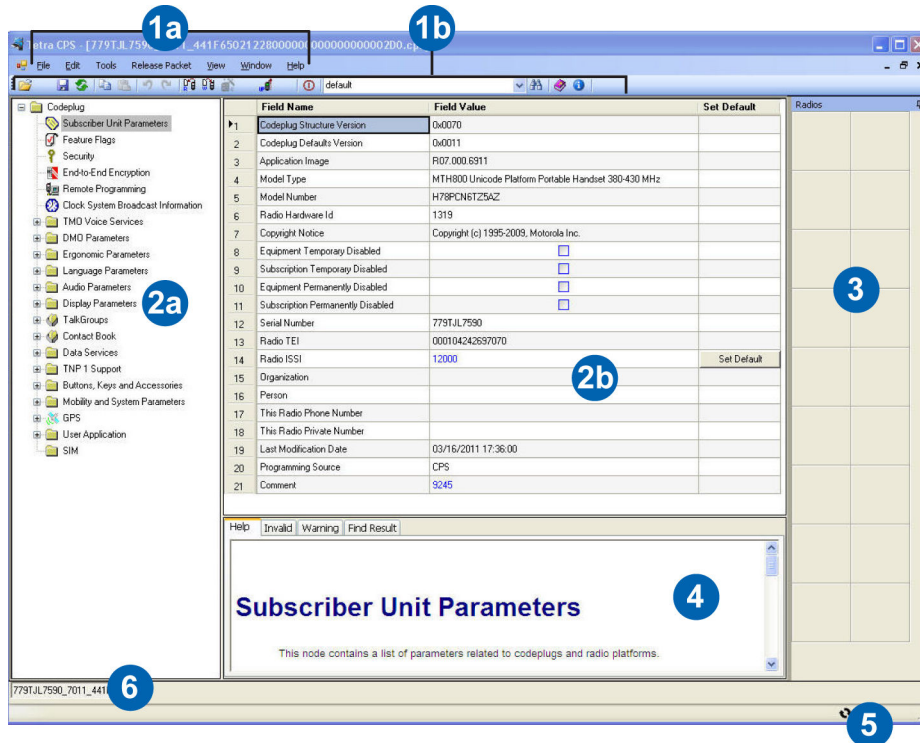 1a
1b
Tetra CPS - [779TJL7590_7011_441F65021228000000000000000002D0.cp
File Edit Tools Release Packet View Window Help
default
Codeplug
Subscriber Unit Parameters
Feature Flags
Security
End-to-End Encryption
Remote Programming
Clock System Broadcast Information
TMO Voice Services
DMO Parameters
Ergonomic Parameters
Language Parameters
Audio Parameters
Display Parameters
TalkGroups
Contact Book
Data Services
TNP 1 Support
Buttons, Keys and Accessories
Mobility and System Parameters
GPS
User Application
SIM
2a
Field Name Field Value Set Default
1 Codeplug Structure Version 0x0070
2 Codeplug Defaults Version 0x0011
3 Application Image R07.000.6911
4 Model Type MTH800 Unicode Platform Portable Handset 380-430 MHz
5 Model Number H78PCN6TZ5AZ
6 Radio Hardware Id 1319
7 Copyright Notice Copyright (c) 1995-2009, Motorola Inc.
8 Equipment Temporary Disabled
9 Subscription Temporary Disabled
10 Equipment Permanently Disabled
11 Subscription Permanently Disabled
12 Serial Number 779TJL7590
13 Radio TEI 000104242697070
14 Radio ISSI 12000 Set Default
15 Organization
16 Person
17 This Radio Phone Number
18 This Radio Private Number
19 Last Modification Date 03/16/2011 17:36:00
20 Programming Source CPS
21 Comment 9245
2b
Radios
3
Help Invalid Warning Find Result
Subscriber Unit Parameters
This node contains a list of parameters related to codeplugs and radio platforms.
4
779TJL7590_7011_441
6
5